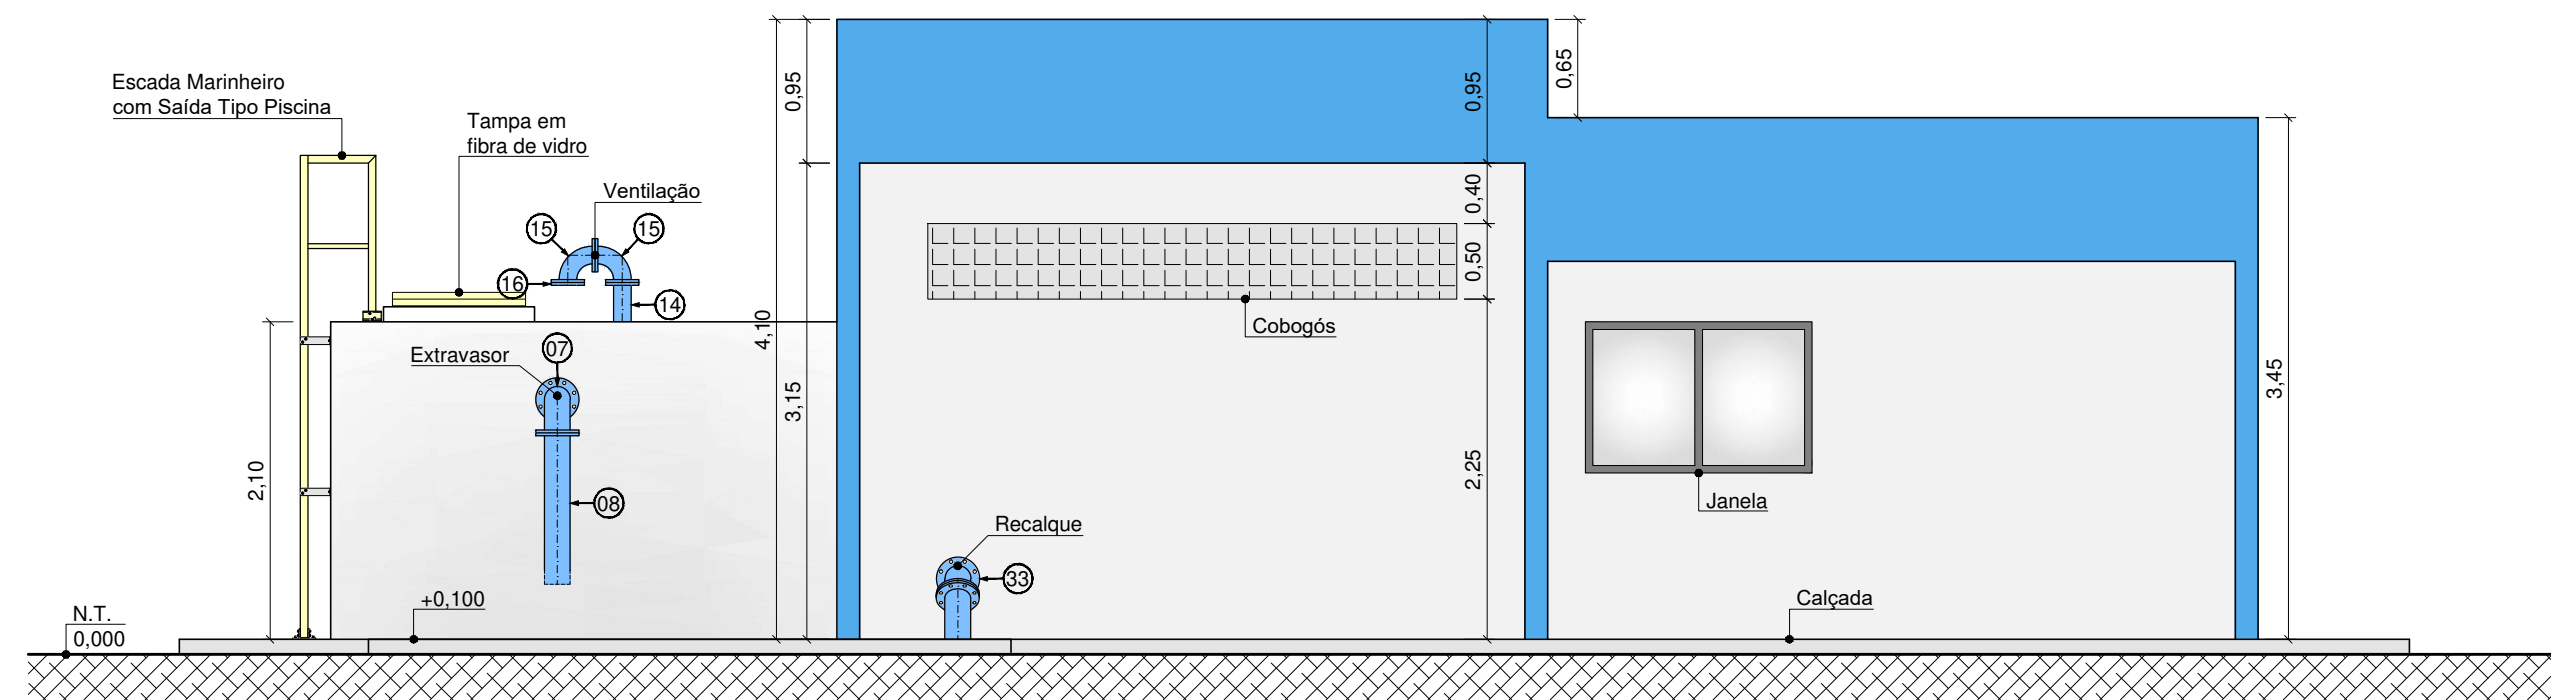 Escada Marinheiro
com Saída Tipo Piscina
Tampa em
fibra de vidro
Ventilação
15
15
16
14
Extravasor
07
08
2,10
4,10
0,95
3,15
0,95
0,40
0,50
2,25
0,65
3,45
Cobogós
Janela
Recalque
33
Calçada
+0,100
N.T.
0,000